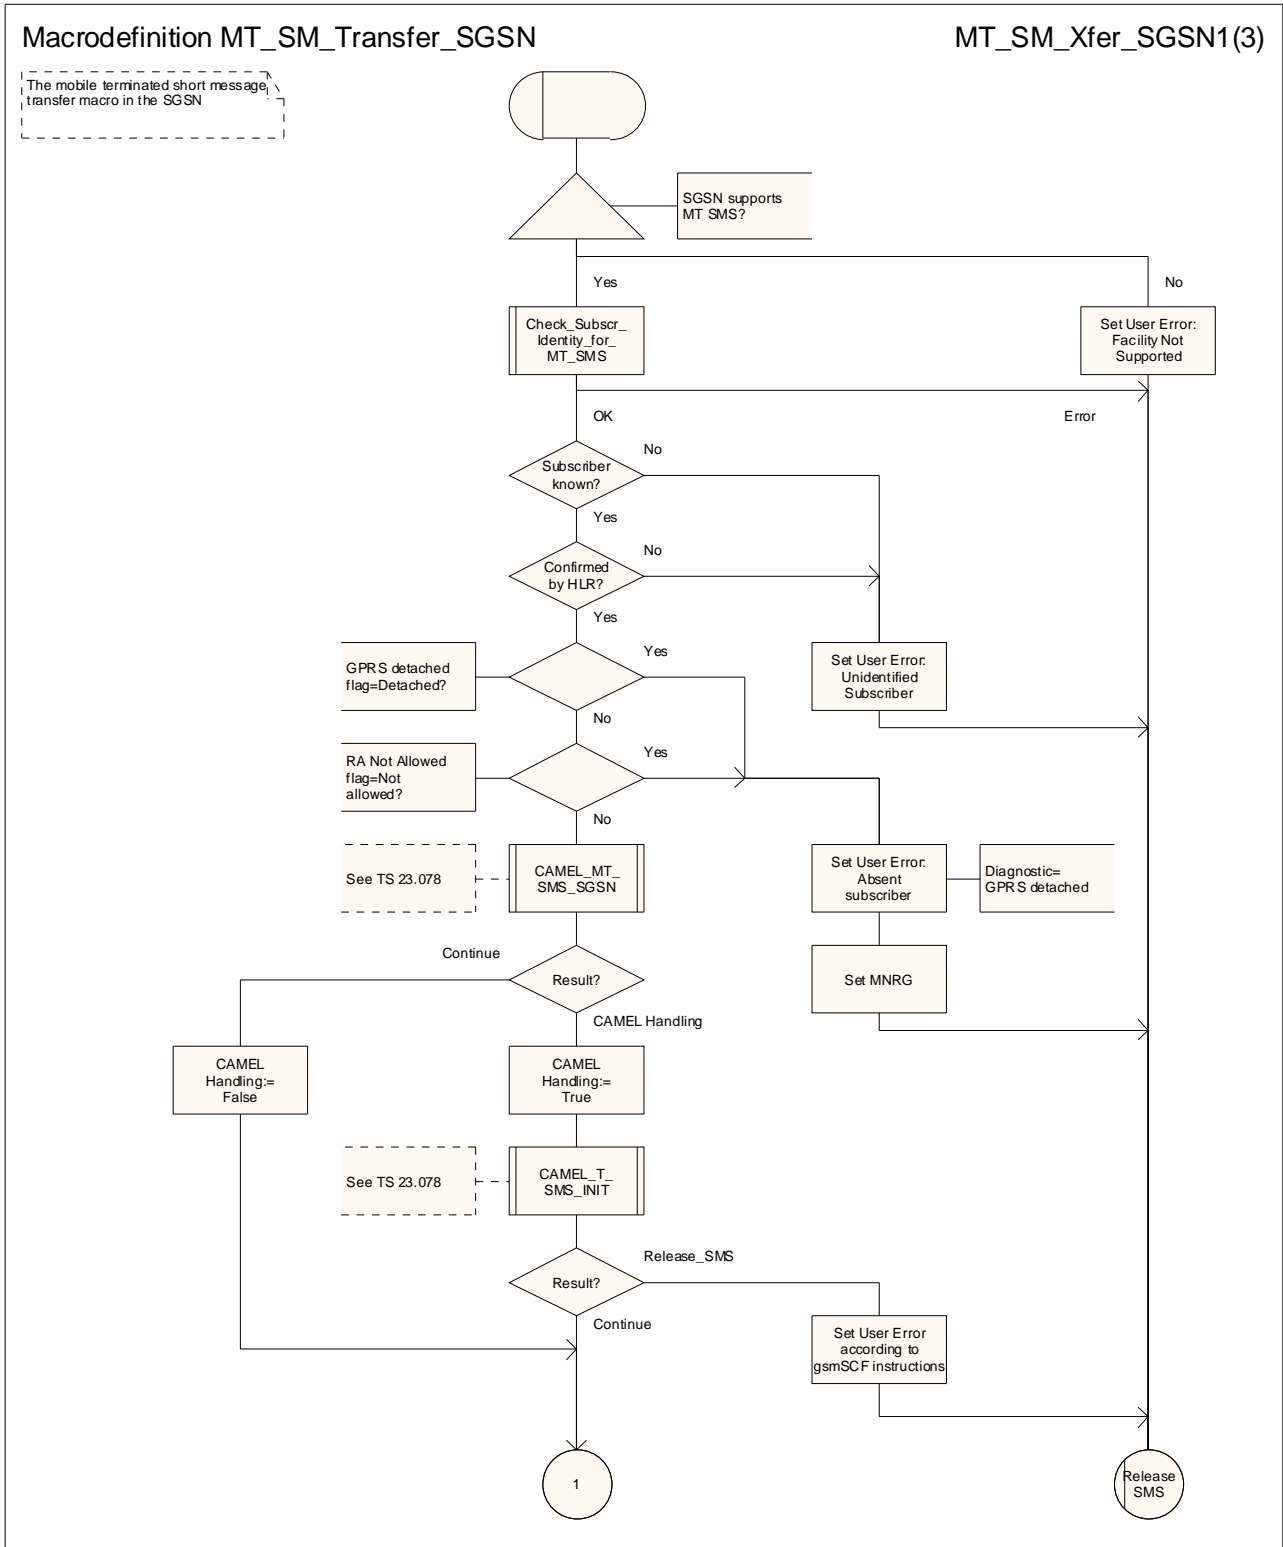 Macrodefinition MT_SM_Transfer_SGSN
MT_SM_Xfer_SGSN1(3)
The mobile terminated short message
transfer macro in the SGSN
SGSN supports
MT SMS?
Yes
No
Check_Subscr_
Identity_for_
MT_SMS
Set User Error:
Facility Not
Supported
OK
Error
No
Subscriber
known?
Yes
No
Confirmed
by HLR?
Yes
GPRS detached
flag=Detached?
Yes
Set User Error:
Unidentified
Subscriber
No
RA Not Allowed
flag=Not
allowed?
Yes
No
See TS 23.078
CAMEL_MT_
SMS_SGSN
Set User Error:
Absent
subscriber
Diagnostic=
GPRS detached
Continue
Result?
Set MNRG
CAMEL Handling
CAMEL
Handling:=
False
CAMEL
Handling:=
True
See TS 23.078
CAMEL_T_
SMS_INIT
Release_SMS
Result?
Continue
Set User Error
according to
gsmSCF instructions
1
Release
SMS